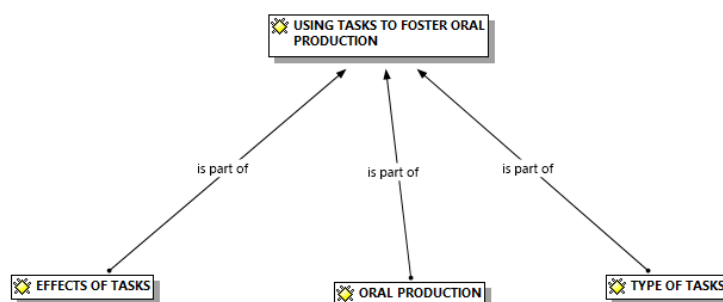 USING TASKS TO FOSTER ORAL
PRODUCTION
is part of
is part of
is part of
EFFECTS OF TASKS
ORAL PRODUCTION
TYPE OF TASKS